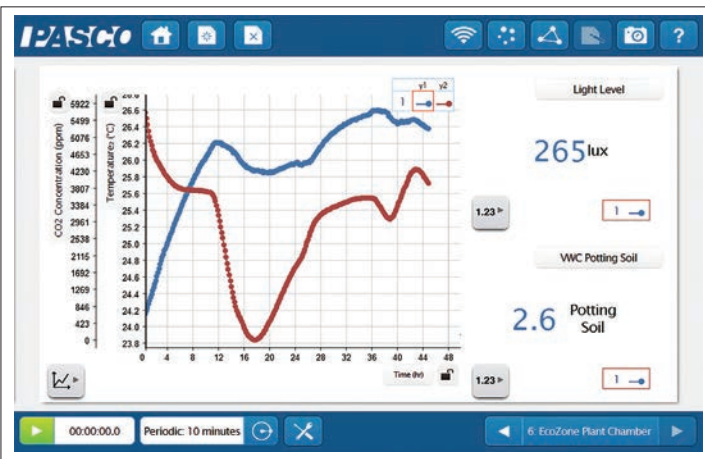 PASCO
?
y1 y2
1
Light Level
265 lux
1.23
1
VWC Potting Soil
2.6 Potting
Soil
1.23
1
CO2 Concentration (ppm)
5922
5499
5076
4653
4230
3807
3384
2961
2538
2115
1692
1269
846
423
0
Temperature₂ (°C)
26.6
26.4
26.2
26.0
25.8
25.6
25.4
25.2
25.0
24.8
24.6
24.4
24.2
24.0
23.8
0 4 8 12 16 20 24 28 32 36 40 44 48
Time (hr)
00:00:00.0
Periodic: 10 minutes
6: EcoZone Plant Chamber